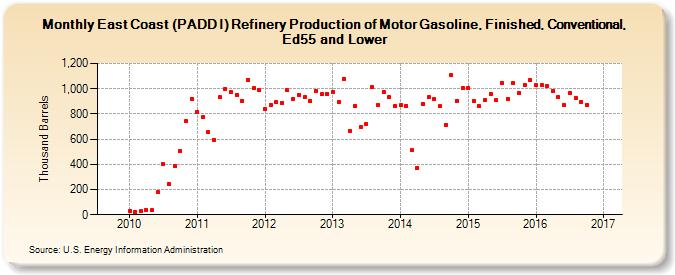 Monthly East Coast (PADD I) Refinery Production of Motor Gasoline, Finished, Conventional,
Ed55 and Lower
Thousand Barrels
1,200
1,000
800
600
400
200
0
2010 2011 2012 2013 2014 2015 2016 2017
Source: U.S. Energy Information Administration